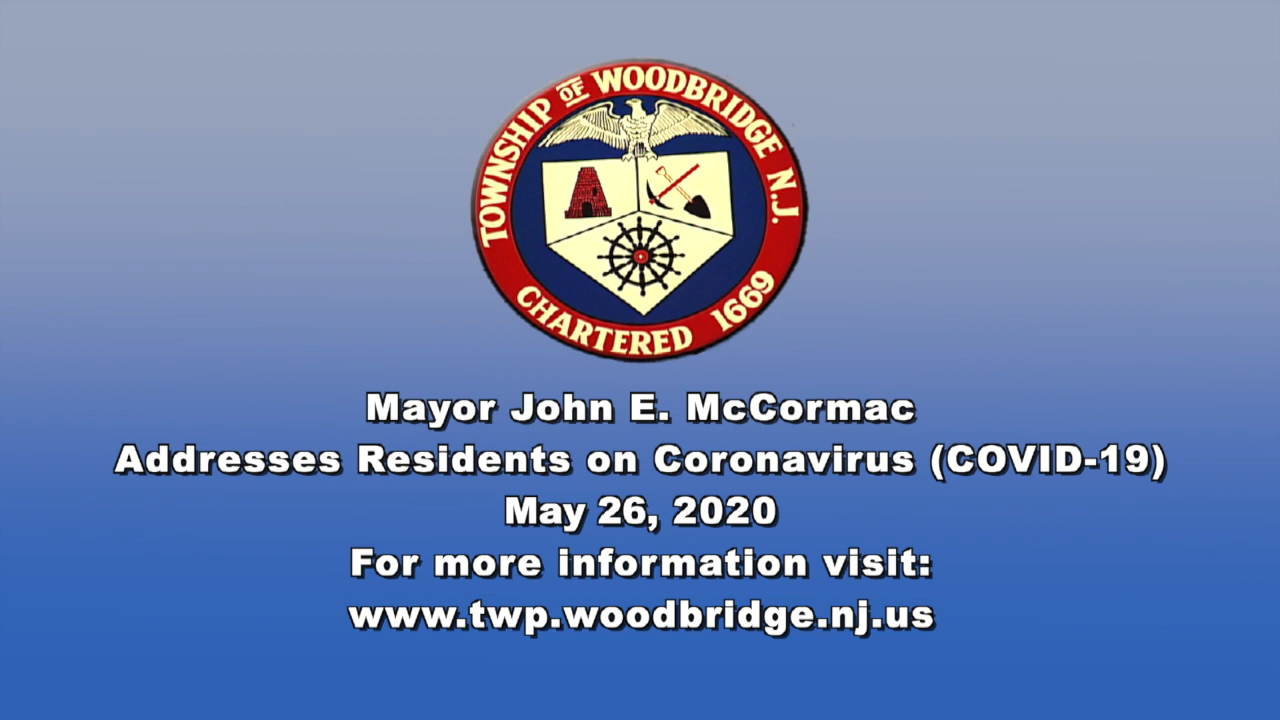 TOWNSHIP OF WOODBRIDGE N.J.
CHARTERED 1669
Mayor John E. McCormac
Addresses Residents on Coronavirus (COVID-19)
May 26, 2020
For more information visit:
www.twp.woodbridge.nj.us